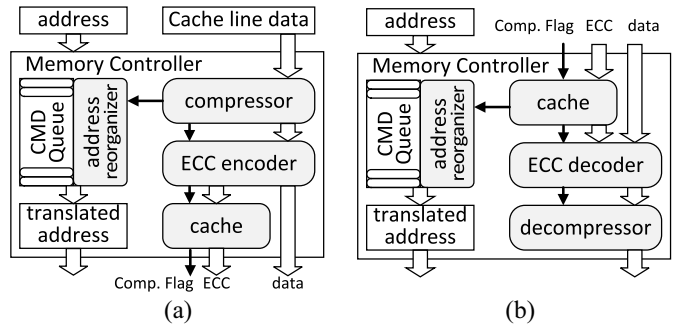 address
Cache line data
Memory Controller
CMD
Queue
address
reorganizer
compressor
ECC encoder
translated
address
cache
Comp. Flag
ECC
data
(a)
address
Comp. Flag
ECC
data
Memory Controller
CMD
Queue
address
reorganizer
cache
ECC decoder
translated
address
decompressor
(b)